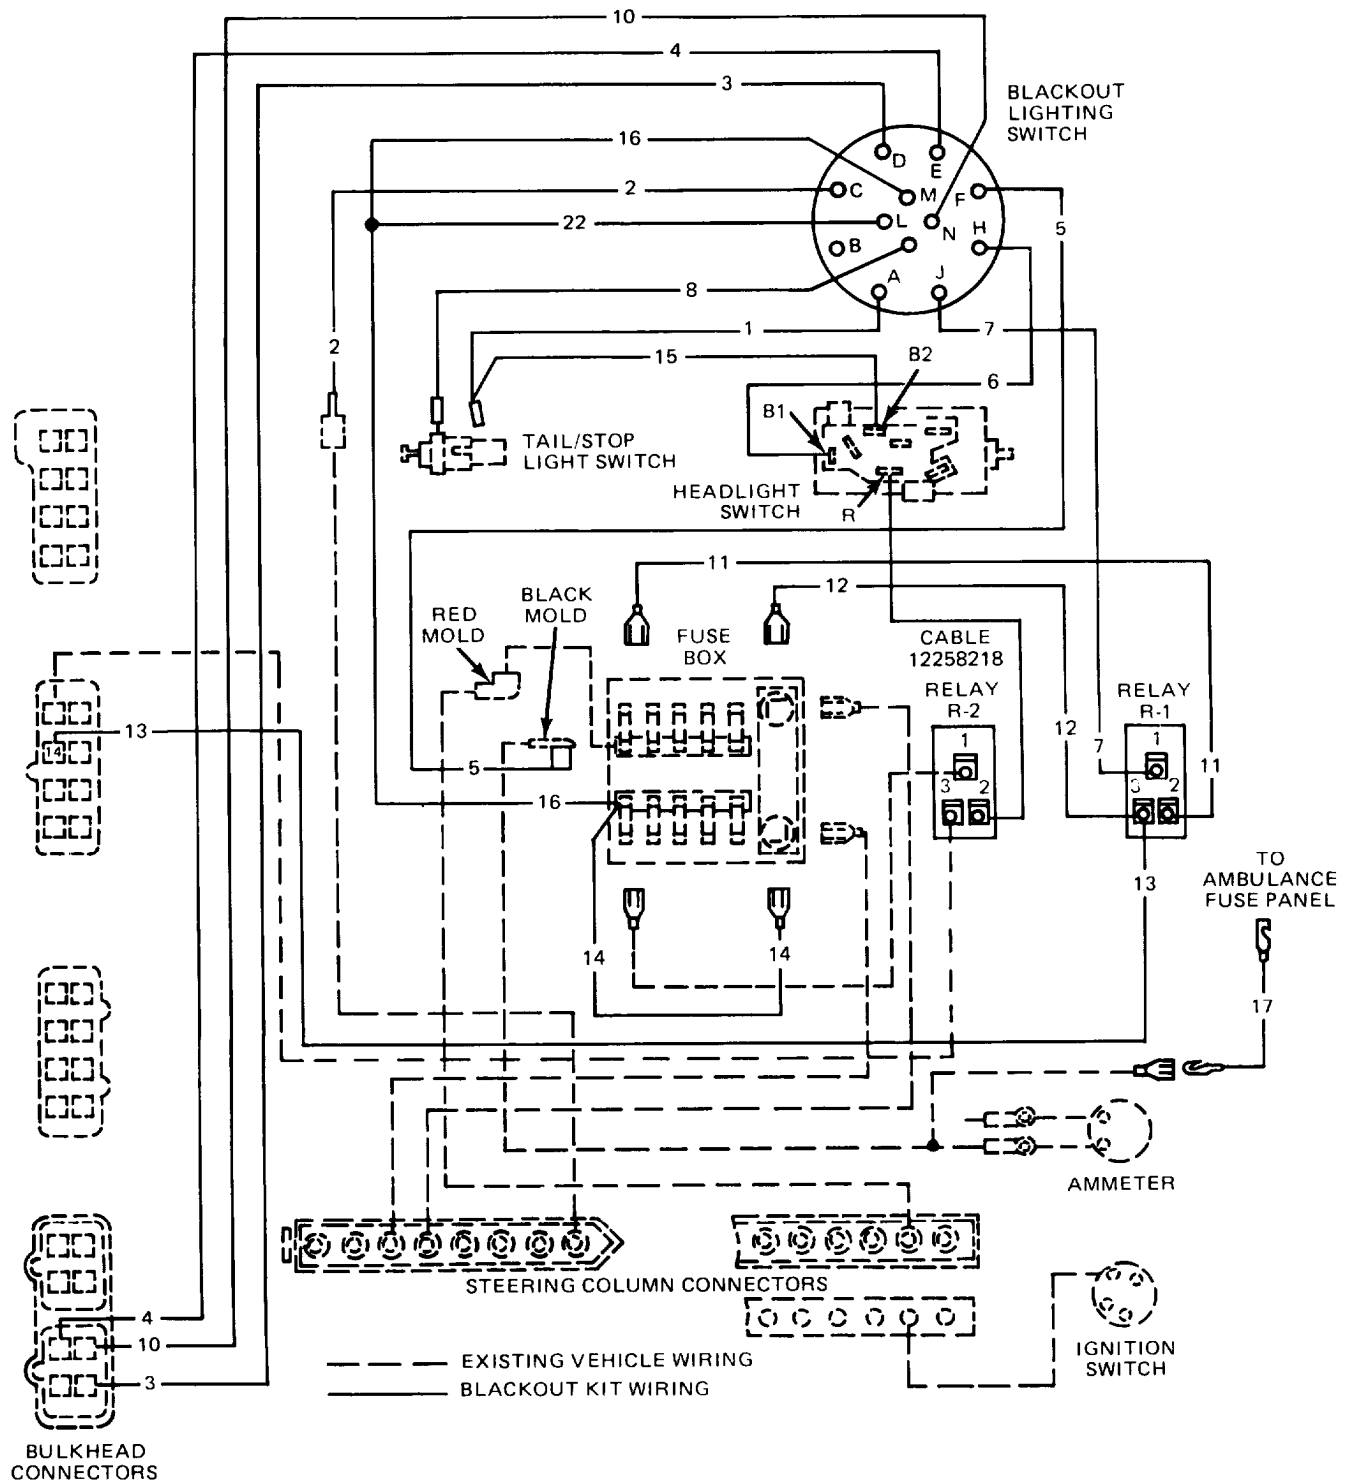 10
4
3
BLACKOUT
LIGHTING
SWITCH
16
D
E
2
C
M
F
22
L
N
H
5
B
8
A
J
1
7
15
B2
6
2
B1
TAIL/STOP
LIGHT SWITCH
HEADLIGHT
SWITCH
R
11
12
BLACK
MOLD
RED
MOLD
FUSE
BOX
CABLE
12258218
RELAY
R-2
RELAY
R-1
13
14
5
16
12
7
11
1
3
2
1
3
2
13
TO
AMBULANCE
FUSE PANEL
14
14
17
AMMETER
STEERING COLUMN CONNECTORS
4
10
3
EXISTING VEHICLE WIRING
BLACKOUT KIT WIRING
IGNITION
SWITCH
BULKHEAD
CONNECTORS